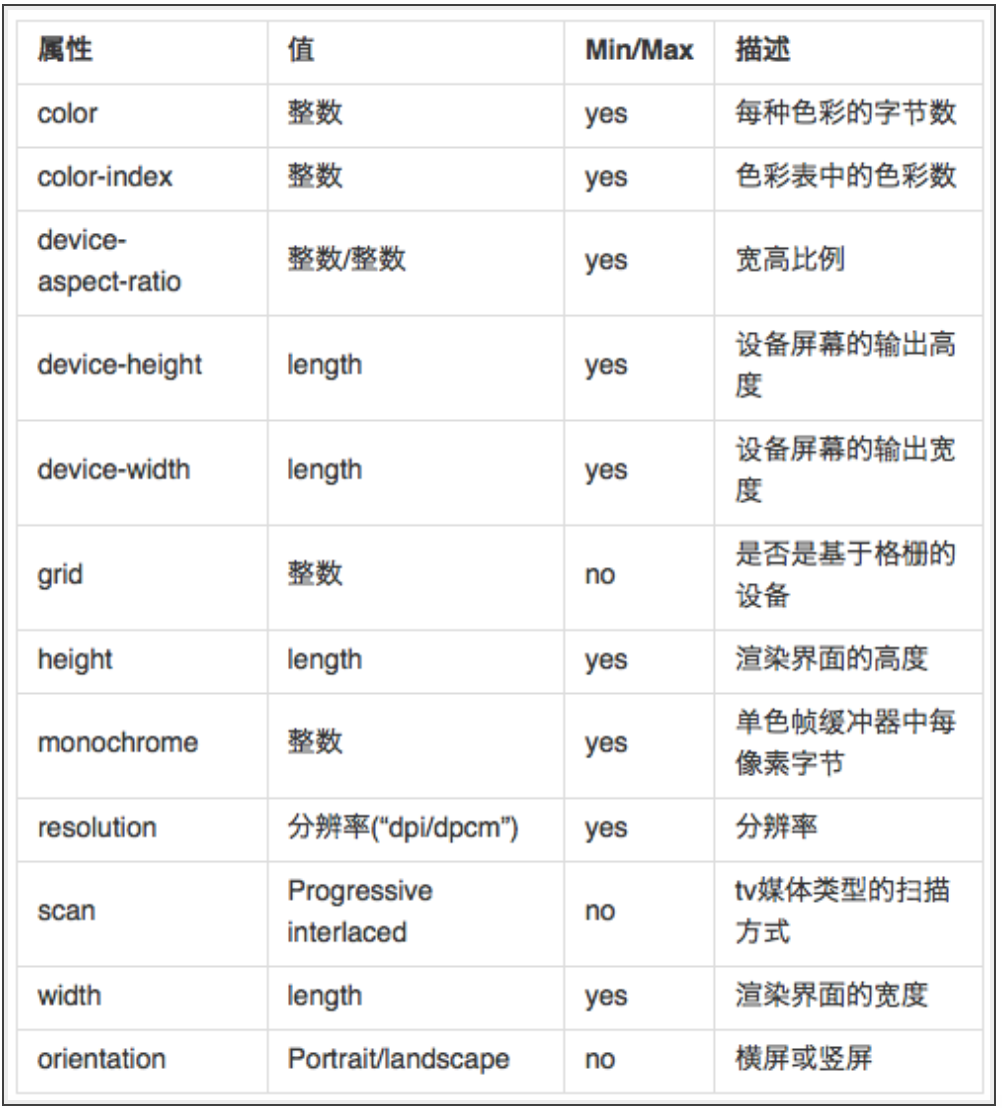 属性 值 Min/Max 描述
color 整数 yes 每种色彩的字节数
color-index 整数 yes 色彩表中的色彩数
device-
aspect-ratio 整数/整数 yes 宽高比例
device-height length yes 设备屏幕的输出高
度
device-width length yes 设备屏幕的输出宽
度
grid 整数 no 是否是基于格栅的
设备
height length yes 渲染界面的高度
monochrome 整数 yes 单色帧缓冲器中每
像素字节
resolution 分辨率(“dpi/dpcm”) yes 分辨率
scan Progressive
interlaced no tv媒体类型的扫描
方式
width length yes 渲染界面的宽度
orientation Portrait/landscape no 横屏或竖屏